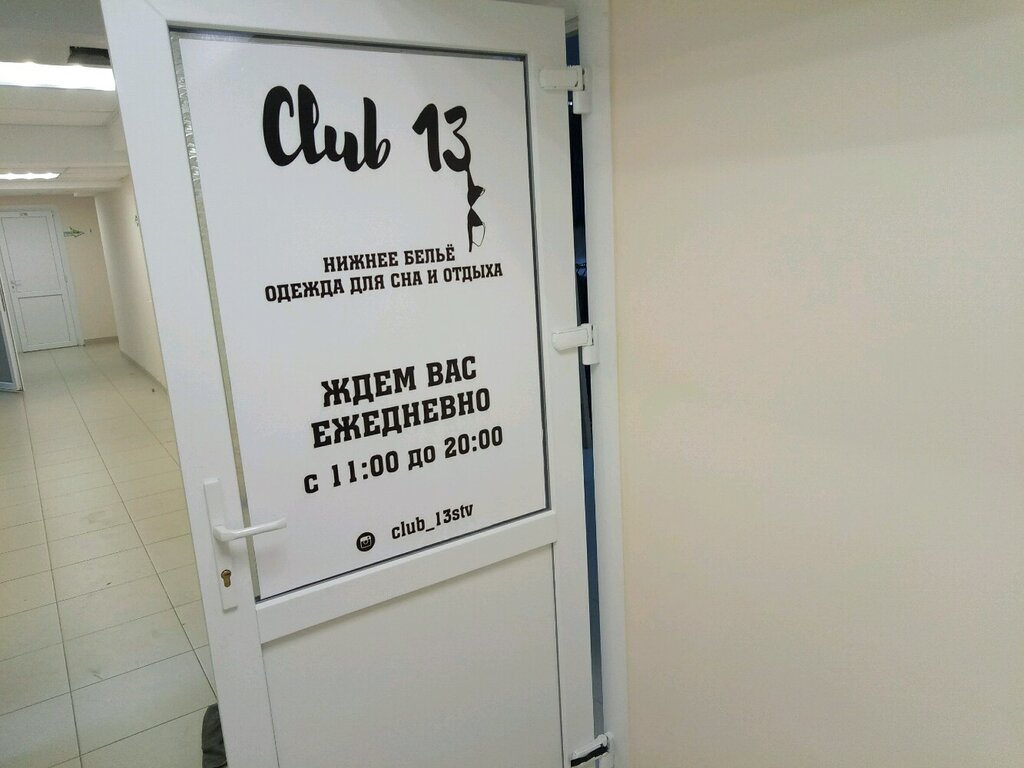 Club 13
НИЖНЕЕ БЕЛЬЁ
ОДЕЖДА ДЛЯ СНА И ОТДЫХА
ЖДЕМ ВАС
ЕЖЕДНЕВНО
с 11:00 до 20:00
club_13stv